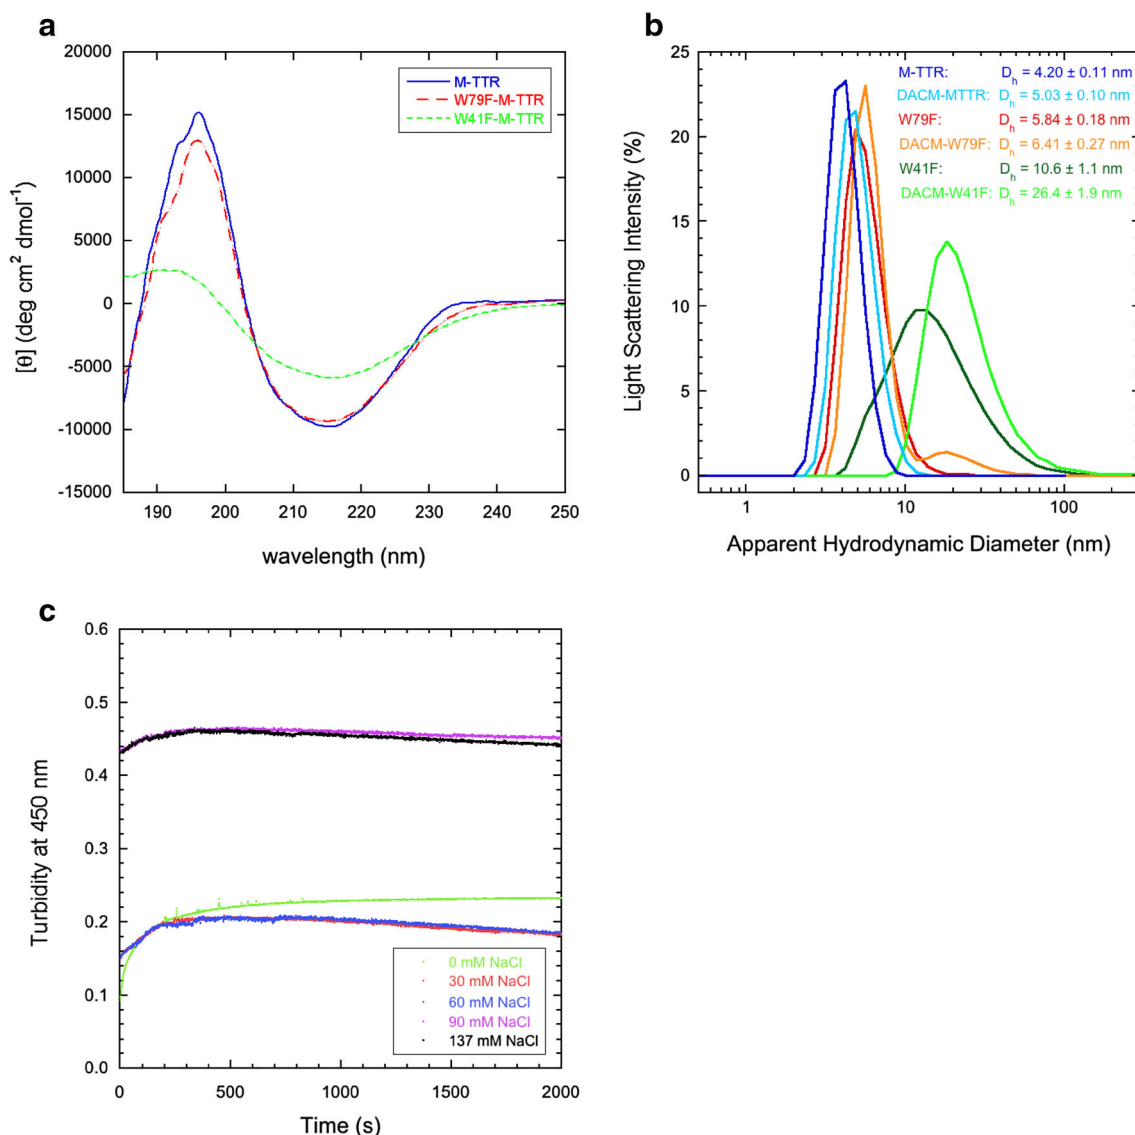 a
20000
15000
10000
5000
0
-5000
-10000
-15000
[θ] (deg cm² dmol⁻¹)
M-TTR
W79F-M-TTR
W41F-M-TTR
190 200 210 220 230 240 250
wavelength (nm)
b
25
20
15
10
5
0
Light Scattering Intensity (%)
M-TTR: Dₕ = 4.20 ± 0.11 nm
DACM-MTTR: Dₕ = 5.03 ± 0.10 nm
W79F: Dₕ = 5.84 ± 0.18 nm
DACM-W79F: Dₕ = 6.41 ± 0.27 nm
W41F: Dₕ = 10.6 ± 1.1 nm
DACM-W41F: Dₕ = 26.4 ± 1.9 nm
1 10 100
Apparent Hydrodynamic Diameter (nm)
c
0.6
0.5
0.4
0.3
0.2
0.1
0.0
Turbidity at 450 nm
0 mM NaCl
30 mM NaCl
60 mM NaCl
90 mM NaCl
137 mM NaCl
0 500 1000 1500 2000
Time (s)